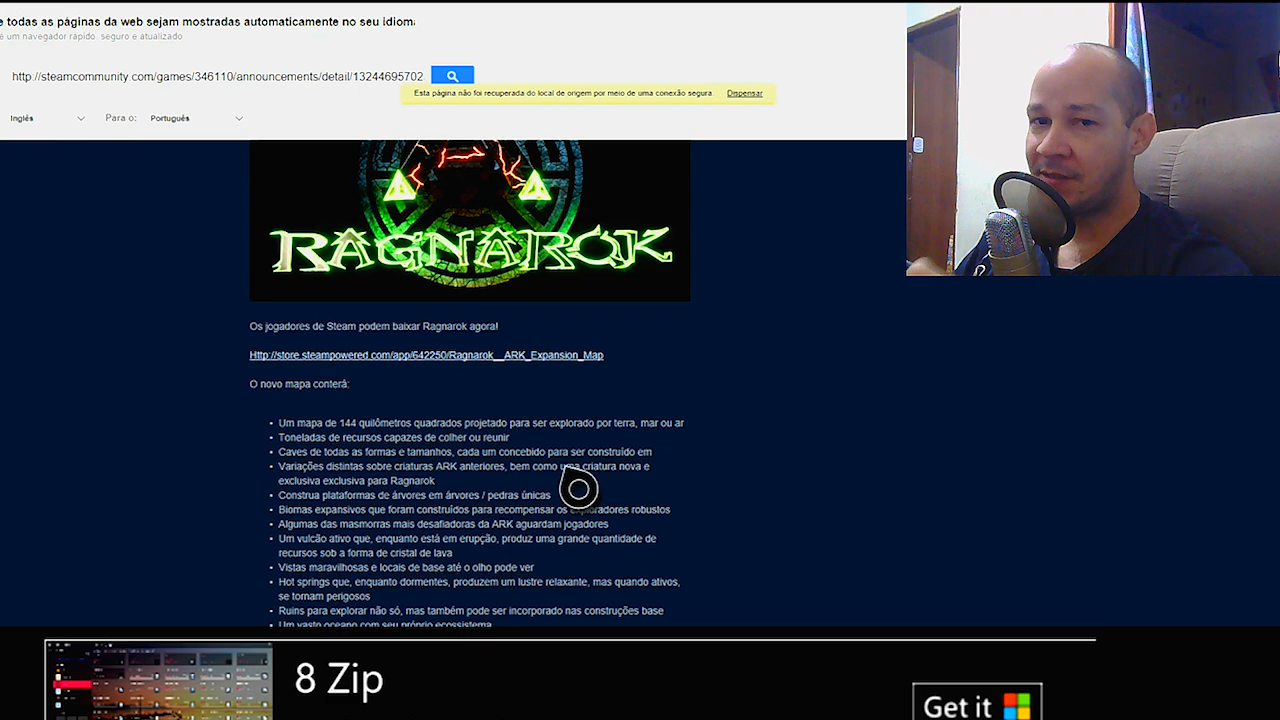 e todas as páginas da web sejam mostradas automaticamente no seu idioma
é um navegador rápido seguro e atualizado
http://steamcommunity.com/games/346110/announcements/detail/13244695702
Esta página não foi recuperada do local de origem por meio de uma conexão segura. Dispensar
Inglês Para o: Português
RAGNAROK
Os jogadores de Steam podem baixar Ragnarok agora!
Http://store.steampowered.com/app/642250/Ragnarok__ARK_Expansion_Map
O novo mapa conterá:
• Um mapa de 144 quilômetros quadrados projetado para ser explorado por terra, mar ou ar
• Toneladas de recursos capazes de colher ou reunir
• Caves de todas as formas e tamanhos, cada um concebido para ser construído em
• Variações distintas sobre criaturas ARK anteriores, bem como uma criatura nova e
exclusiva exclusiva para Ragnarok
• Construa plataformas de árvores em árvores / pedras únicas
• Biomas expansivos que foram construídos para recompensar os exploradores robustos
• Algumas das masmorras mais desafiadoras da ARK aguardam jogadores
• Um vulcão ativo que, enquanto está em erupção, produz uma grande quantidade de
recursos sob a forma de cristal de lava
• Vistas maravilhosas e locais de base até o olho pode ver
• Hot springs que, enquanto dormentes, produzem um lustre relaxante, mas quando ativos,
se tornam perigosos
• Ruins para explorar não só, mas também pode ser incorporado nas construções base
• Um vasto oceano com seu próprio ecossistema
8 Zip
Get it